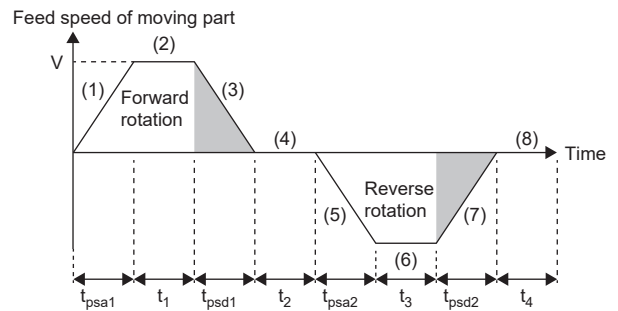 Feed speed of moving part
(2)
V
(1)
(3)
Forward
rotation
(4)
(8)
Time
Reverse
rotation
(5)
(7)
(6)
tpsa1
t1
tpsd1
t2
tpsa2
t3
tpsd2
t4